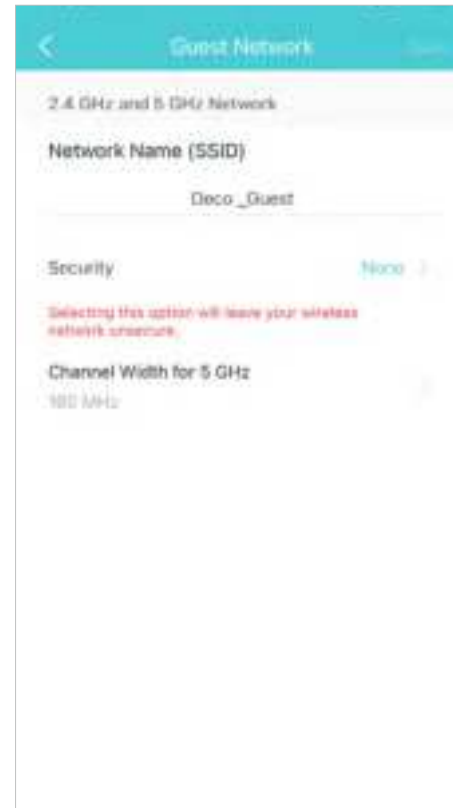 Guest Network
2.4 GHz and 5 GHz Network
Network Name (SSID)
Deco _Guest
Security None
Selecting this option will leave your wireless
network unsecure.
Channel Width for 5 GHz
160 MHz